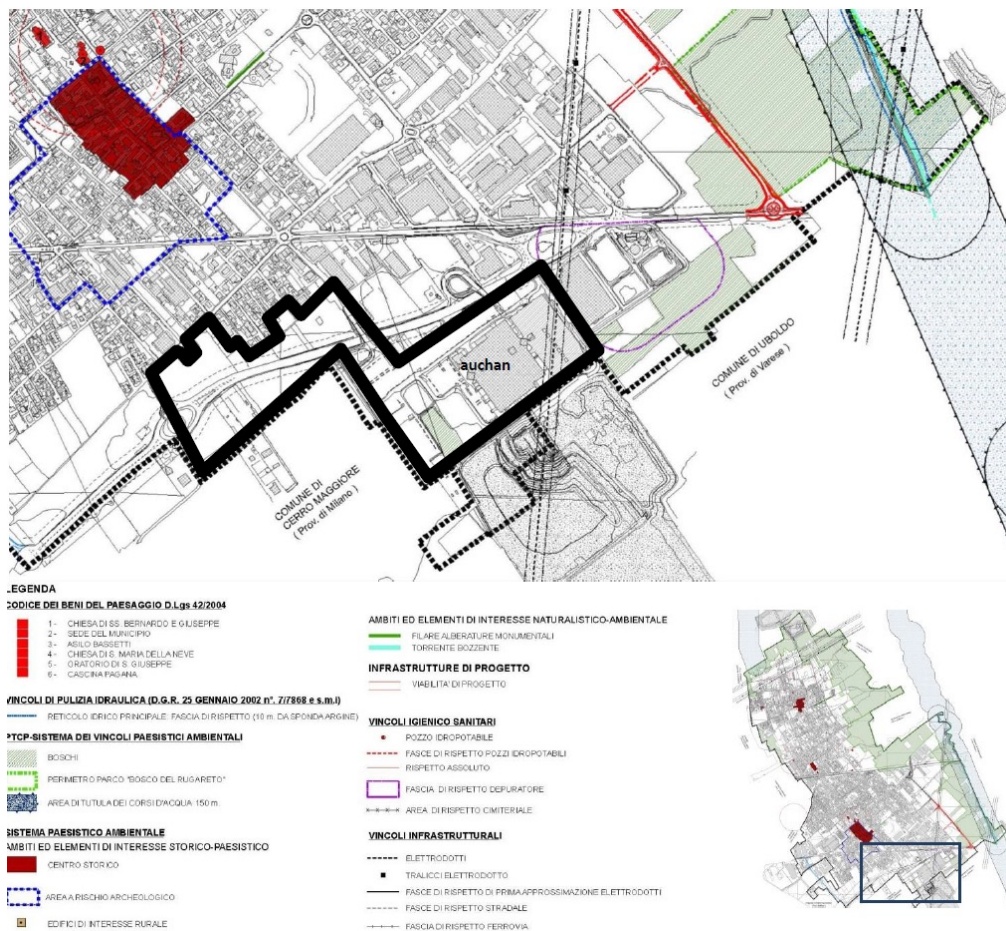 auchan
COMUNE DI UBOLDO
( Prov. di Varese )
COMUNE DI
CERRO MAGGIORE
( Prov. di Milano )
LEGENDA
CODICE DEI BENI DEL PAESAGGIO D.Lgs 42/2004
1- CHIESA DI SS. BERNARDO E GIUSEPPE
2- SEDE DEL MUNICIPIO
3- ASILO BASSETTI
4- CHIESA DI S. MARIA DELLA NEVE
5- ORATORIO DI S. GIUSEPPE
6- CASCINA PAGANA
VINCOLI DI PULIZIA IDRAULICA (D.G.R. 25 GENNAIO 2002 n°. 7/7868 e s.m.i)
RETICOLO IDRICO PRINCIPALE: FASCIA DI RISPETTO (10 m. DA SPONDA ARGINE)
PTCP-SISTEMA DEI VINCOLI PAESISTICI AMBIENTALI
BOSCHI
PERIMETRO PARCO "BOSCO DEL RUGARETO"
AREA DI TUTULA DEI CORSI D'ACQUA 150 m.
SISTEMA PAESISTICO AMBIENTALE
AMBITI ED ELEMENTI DI INTERESSE STORICO-PAESISTICO
CENTRO STORICO
AREA A RISCHIO ARCHEOLOGICO
EDIFICI DI INTERESSE RURALE
AMBITI ED ELEMENTI DI INTERESSE NATURALISTICO-AMBIENTALE
FILARE ALBERATURE MONUMENTALI
TORRENTE BOZZENTE
INFRASTRUTTURE DI PROGETTO
VIABILITA' DI PROGETTO
VINCOLI IGIENICO SANITARI
POZZO IDROPOTABILE
FASCE DI RISPETTO POZZI IDROPOTABILI
RISPETTO ASSOLUTO
FASCIA DI RISPETTO DEPURATORE
AREA DI RISPETTO CIMITERIALE
VINCOLI INFRASTRUTTURALI
ELETTRODOTTI
TRALICCI ELETTRODOTTO
FASCE DI RISPETTO DI PRIMA APPROSSIMAZIONE ELETTRODOTTI
FASCE DI RISPETTO STRADALE
FASCIA DI RISPETTO FERROVIA